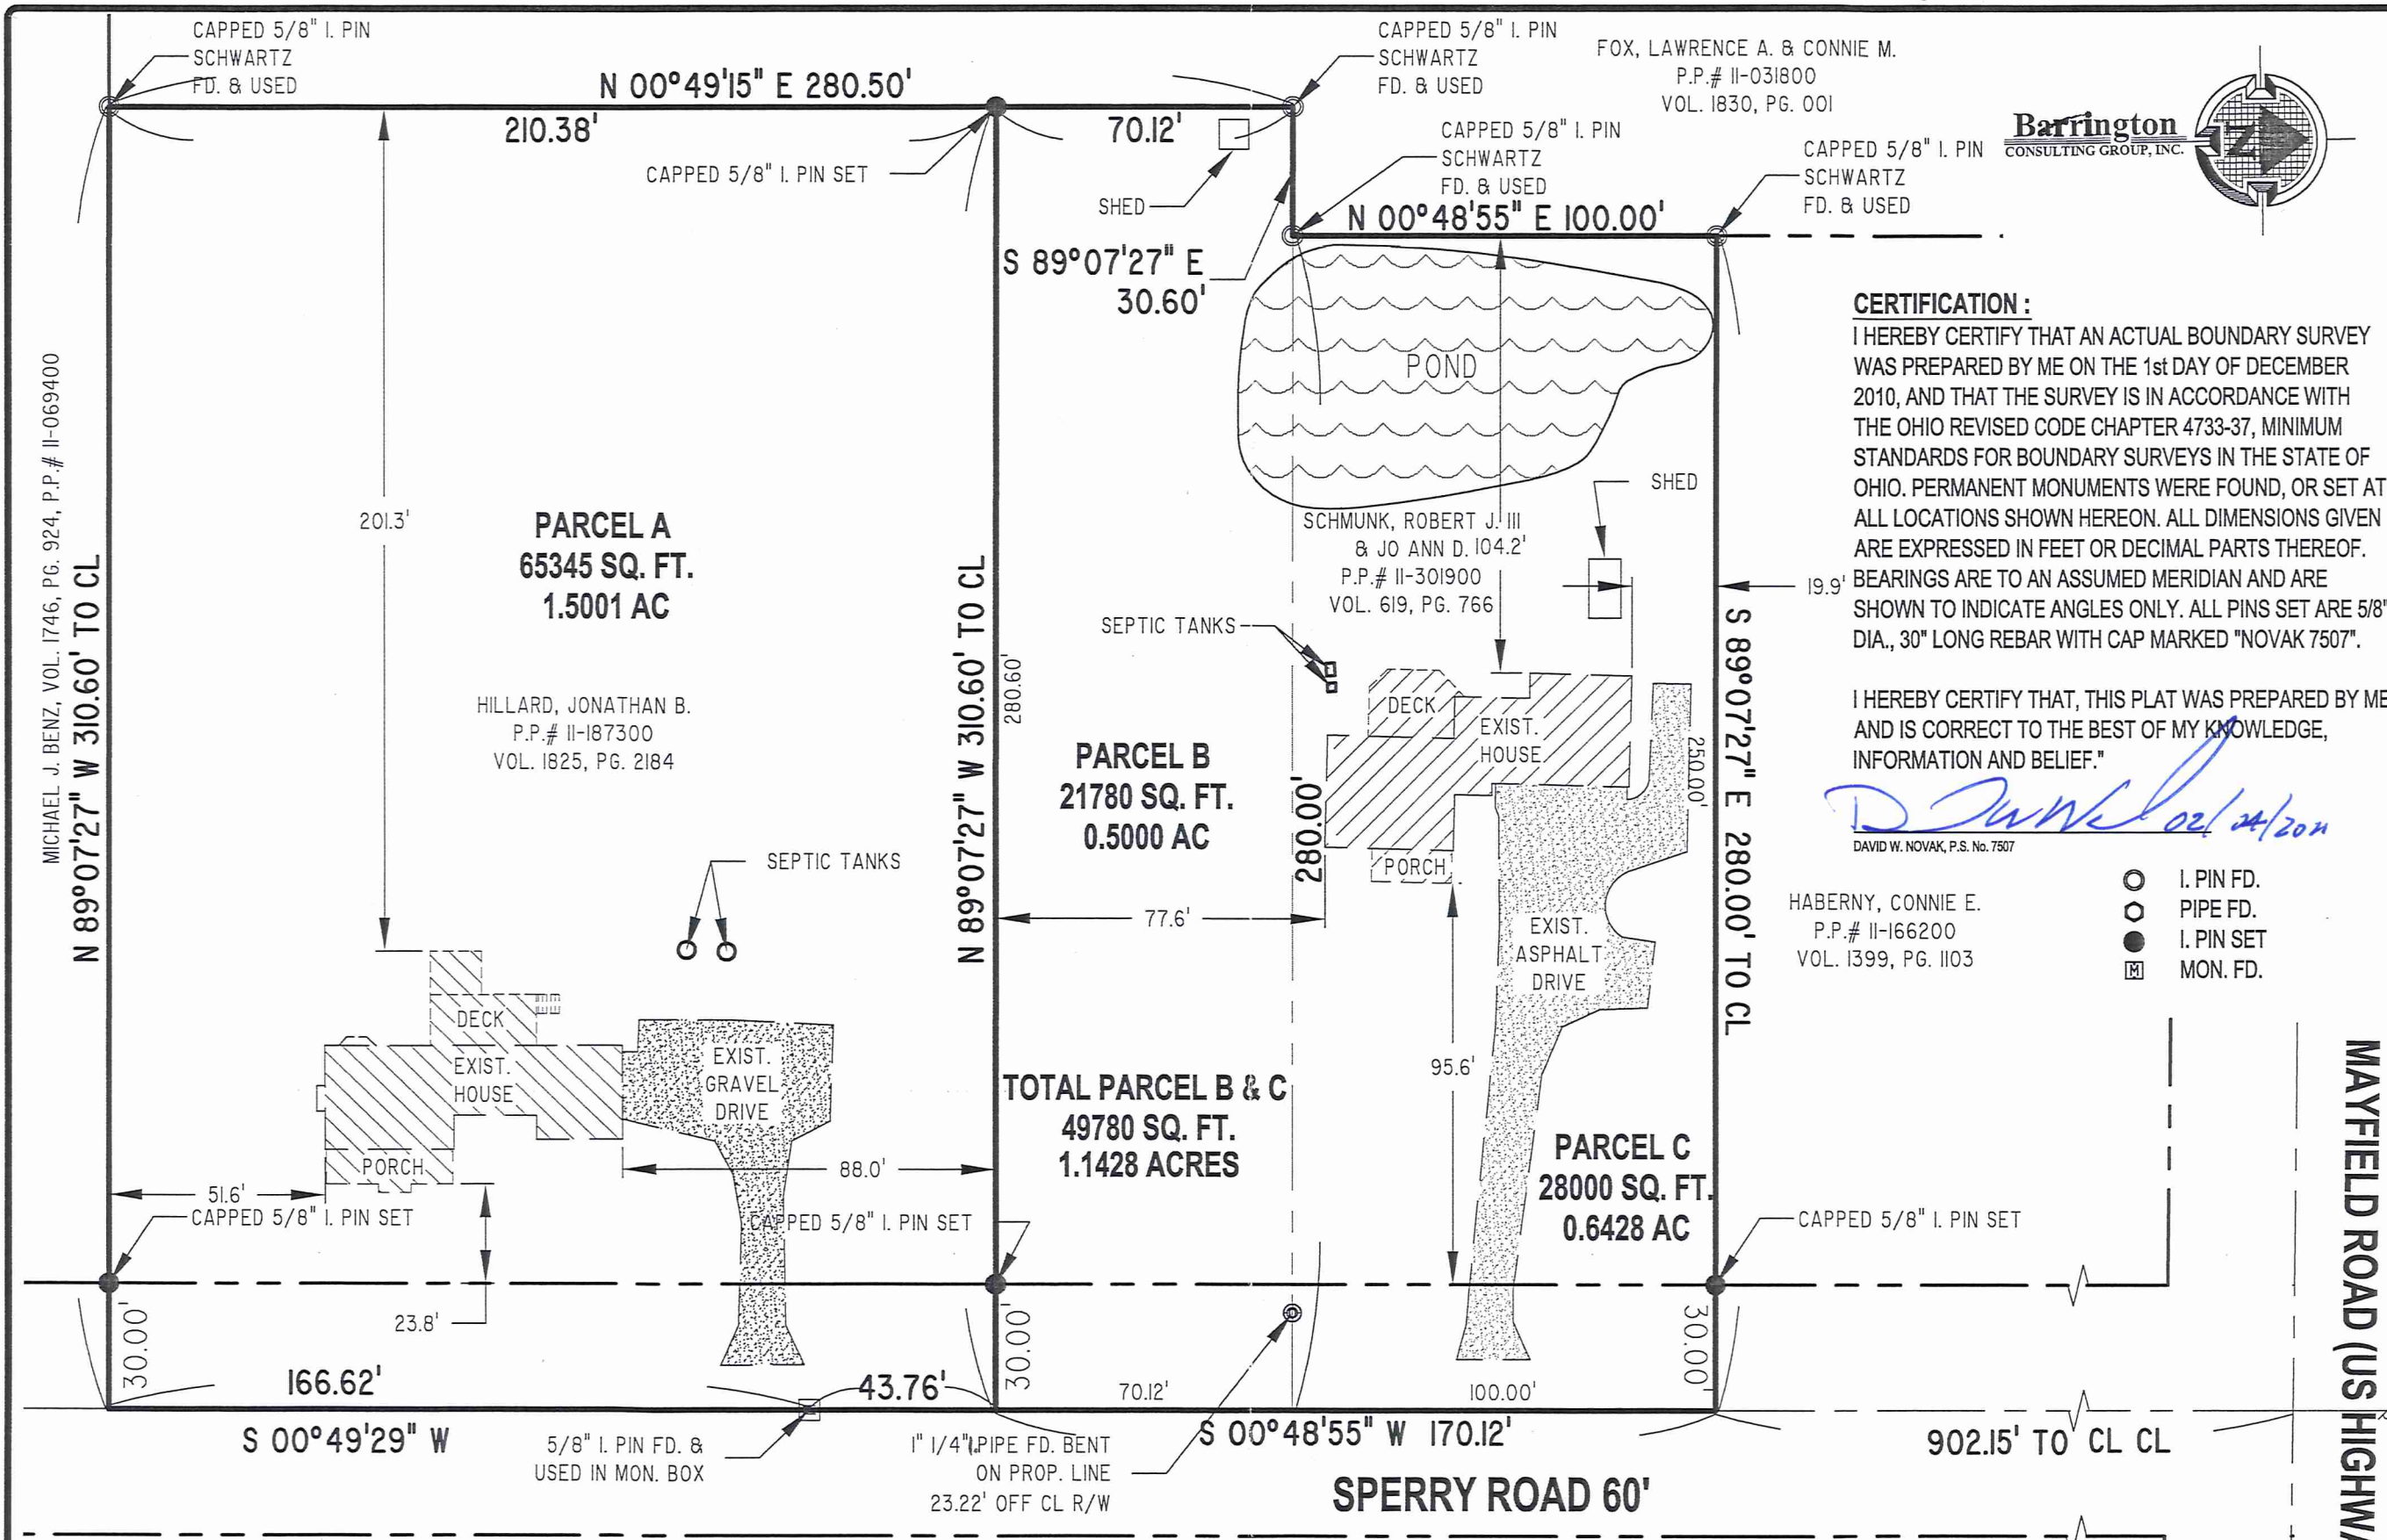 CAPPED 5/8" I. PIN
SCHWARTZ
FD. & USED
N 00°49'15" E 280.50'
210.38'
70.12'
CAPPED 5/8" I. PIN SET
CAPPED 5/8" I. PIN
SCHWARTZ
FD. & USED
FOX, LAWRENCE A. & CONNIE M.
P.P.# 11-031800
VOL. 1830, PG. 001
CAPPED 5/8" I. PIN
SCHWARTZ
FD. & USED
CAPPED 5/8" I. PIN
SCHWARTZ
FD. & USED
Barrington
CONSULTING GROUP, INC.
N
SHED
N 00°48'55" E 100.00'
S 89°07'27" E
30.60'
POND
CERTIFICATION :
I HEREBY CERTIFY THAT AN ACTUAL BOUNDARY SURVEY
WAS PREPARED BY ME ON THE 1st DAY OF DECEMBER
2010, AND THAT THE SURVEY IS IN ACCORDANCE WITH
THE OHIO REVISED CODE CHAPTER 4733-37, MINIMUM
STANDARDS FOR BOUNDARY SURVEYS IN THE STATE OF
OHIO. PERMANENT MONUMENTS WERE FOUND, OR SET AT
ALL LOCATIONS SHOWN HEREON. ALL DIMENSIONS GIVEN
ARE EXPRESSED IN FEET OR DECIMAL PARTS THEREOF.
BEARINGS ARE TO AN ASSUMED MERIDIAN AND ARE
SHOWN TO INDICATE ANGLES ONLY. ALL PINS SET ARE 5/8"
DIA., 30" LONG REBAR WITH CAP MARKED "NOVAK 7507".
I HEREBY CERTIFY THAT, THIS PLAT WAS PREPARED BY ME
AND IS CORRECT TO THE BEST OF MY KNOWLEDGE,
INFORMATION AND BELIEF."
02/24/2011
DAVID W. NOVAK, P.S. No. 7507
I. PIN FD.
PIPE FD.
I. PIN SET
M MON. FD.
HABERNY, CONNIE E.
P.P.# 11-166200
VOL. 1399, PG. 1103
MICHAEL J. BENZ, VOL. 1746, PG. 924, P.P.# 11-069400
N 89°07'27" W 310.60' TO CL
201.3'
PARCEL A
65345 SQ. FT.
1.5001 AC
HILLARD, JONATHAN B.
P.P.# 11-187300
VOL. 1825, PG. 2184
SEPTIC TANKS
N 89°07'27" W 310.60' TO CL
280.60'
SCHMUNK, ROBERT J. III
& JO ANN D.
P.P.# 11-301900
VOL. 619, PG. 766
104.2'
SHED
19.9'
SEPTIC TANKS
DECK
EXIST.
HOUSE
PORCH
PARCEL B
21780 SQ. FT.
0.5000 AC
280.00'
77.6'
250.00'
S 89°07'27" E 280.00' TO CL
EXIST.
ASPHALT
DRIVE
95.6'
DECK
EXIST.
HOUSE
PORCH
EXIST.
GRAVEL
DRIVE
88.0'
51.6'
CAPPED 5/8" I. PIN SET
CAPPED 5/8" I. PIN SET
TOTAL PARCEL B & C
49780 SQ. FT.
1.1428 ACRES
PARCEL C
28000 SQ. FT.
0.6428 AC
CAPPED 5/8" I. PIN SET
23.8'
30.00'
30.00'
30.00'
166.62'
43.76'
70.12'
100.00'
S 00°49'29" W
S 00°48'55" W 170.12'
902.15' TO CL CL
5/8" I. PIN FD. &
USED IN MON. BOX
1" 1/4" I. PIPE FD. BENT
ON PROP. LINE
23.22' OFF CL R/W
SPERRY ROAD 60'
MAYFIELD ROAD (US HIGHWA